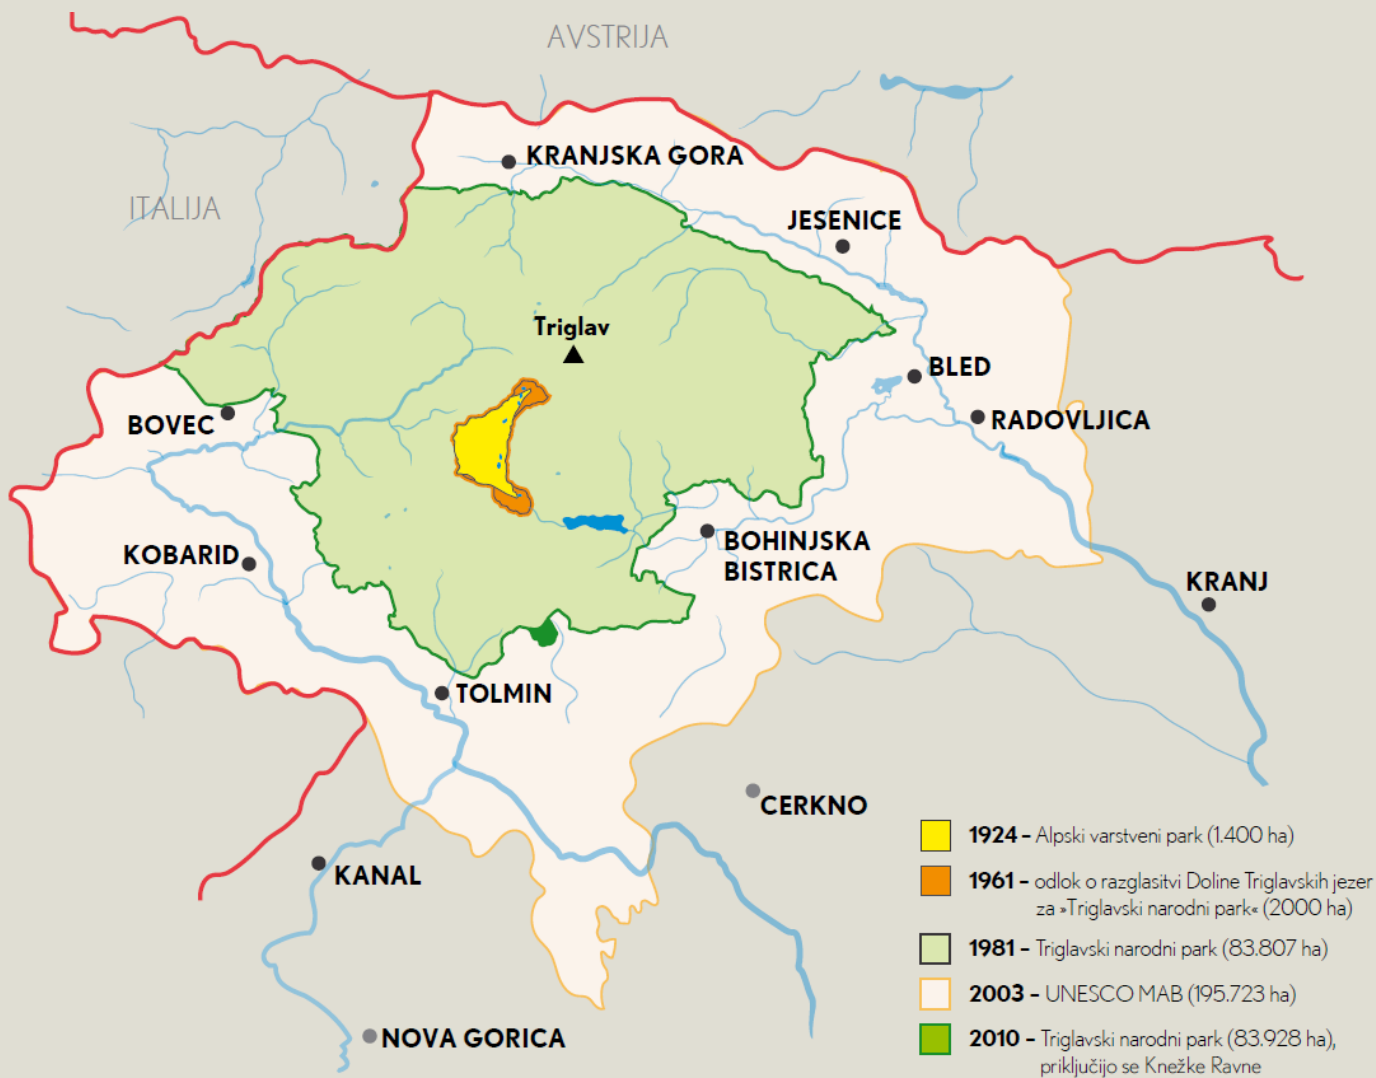 AVSTRIJA
KRANJSKA GORA
ITALIJA
JESENICE
Triglav
BLED
BOVEC
RADOVLJICA
KOBARID
BOHINJSKA
BISTRICA
KRANJ
TOLMIN
CERKNO
KANAL
NOVA GORICA
1924 – Alpski varstveni park (1.400 ha)
1961 – odlok o razglasitvi Doline Triglavskih jezer
za »Triglavski narodni park« (2000 ha)
1981 – Triglavski narodni park (83.807 ha)
2003 – UNESCO MAB (195.723 ha)
2010 – Triglavski narodni park (83.928 ha),
priključijo se Knežke Ravne